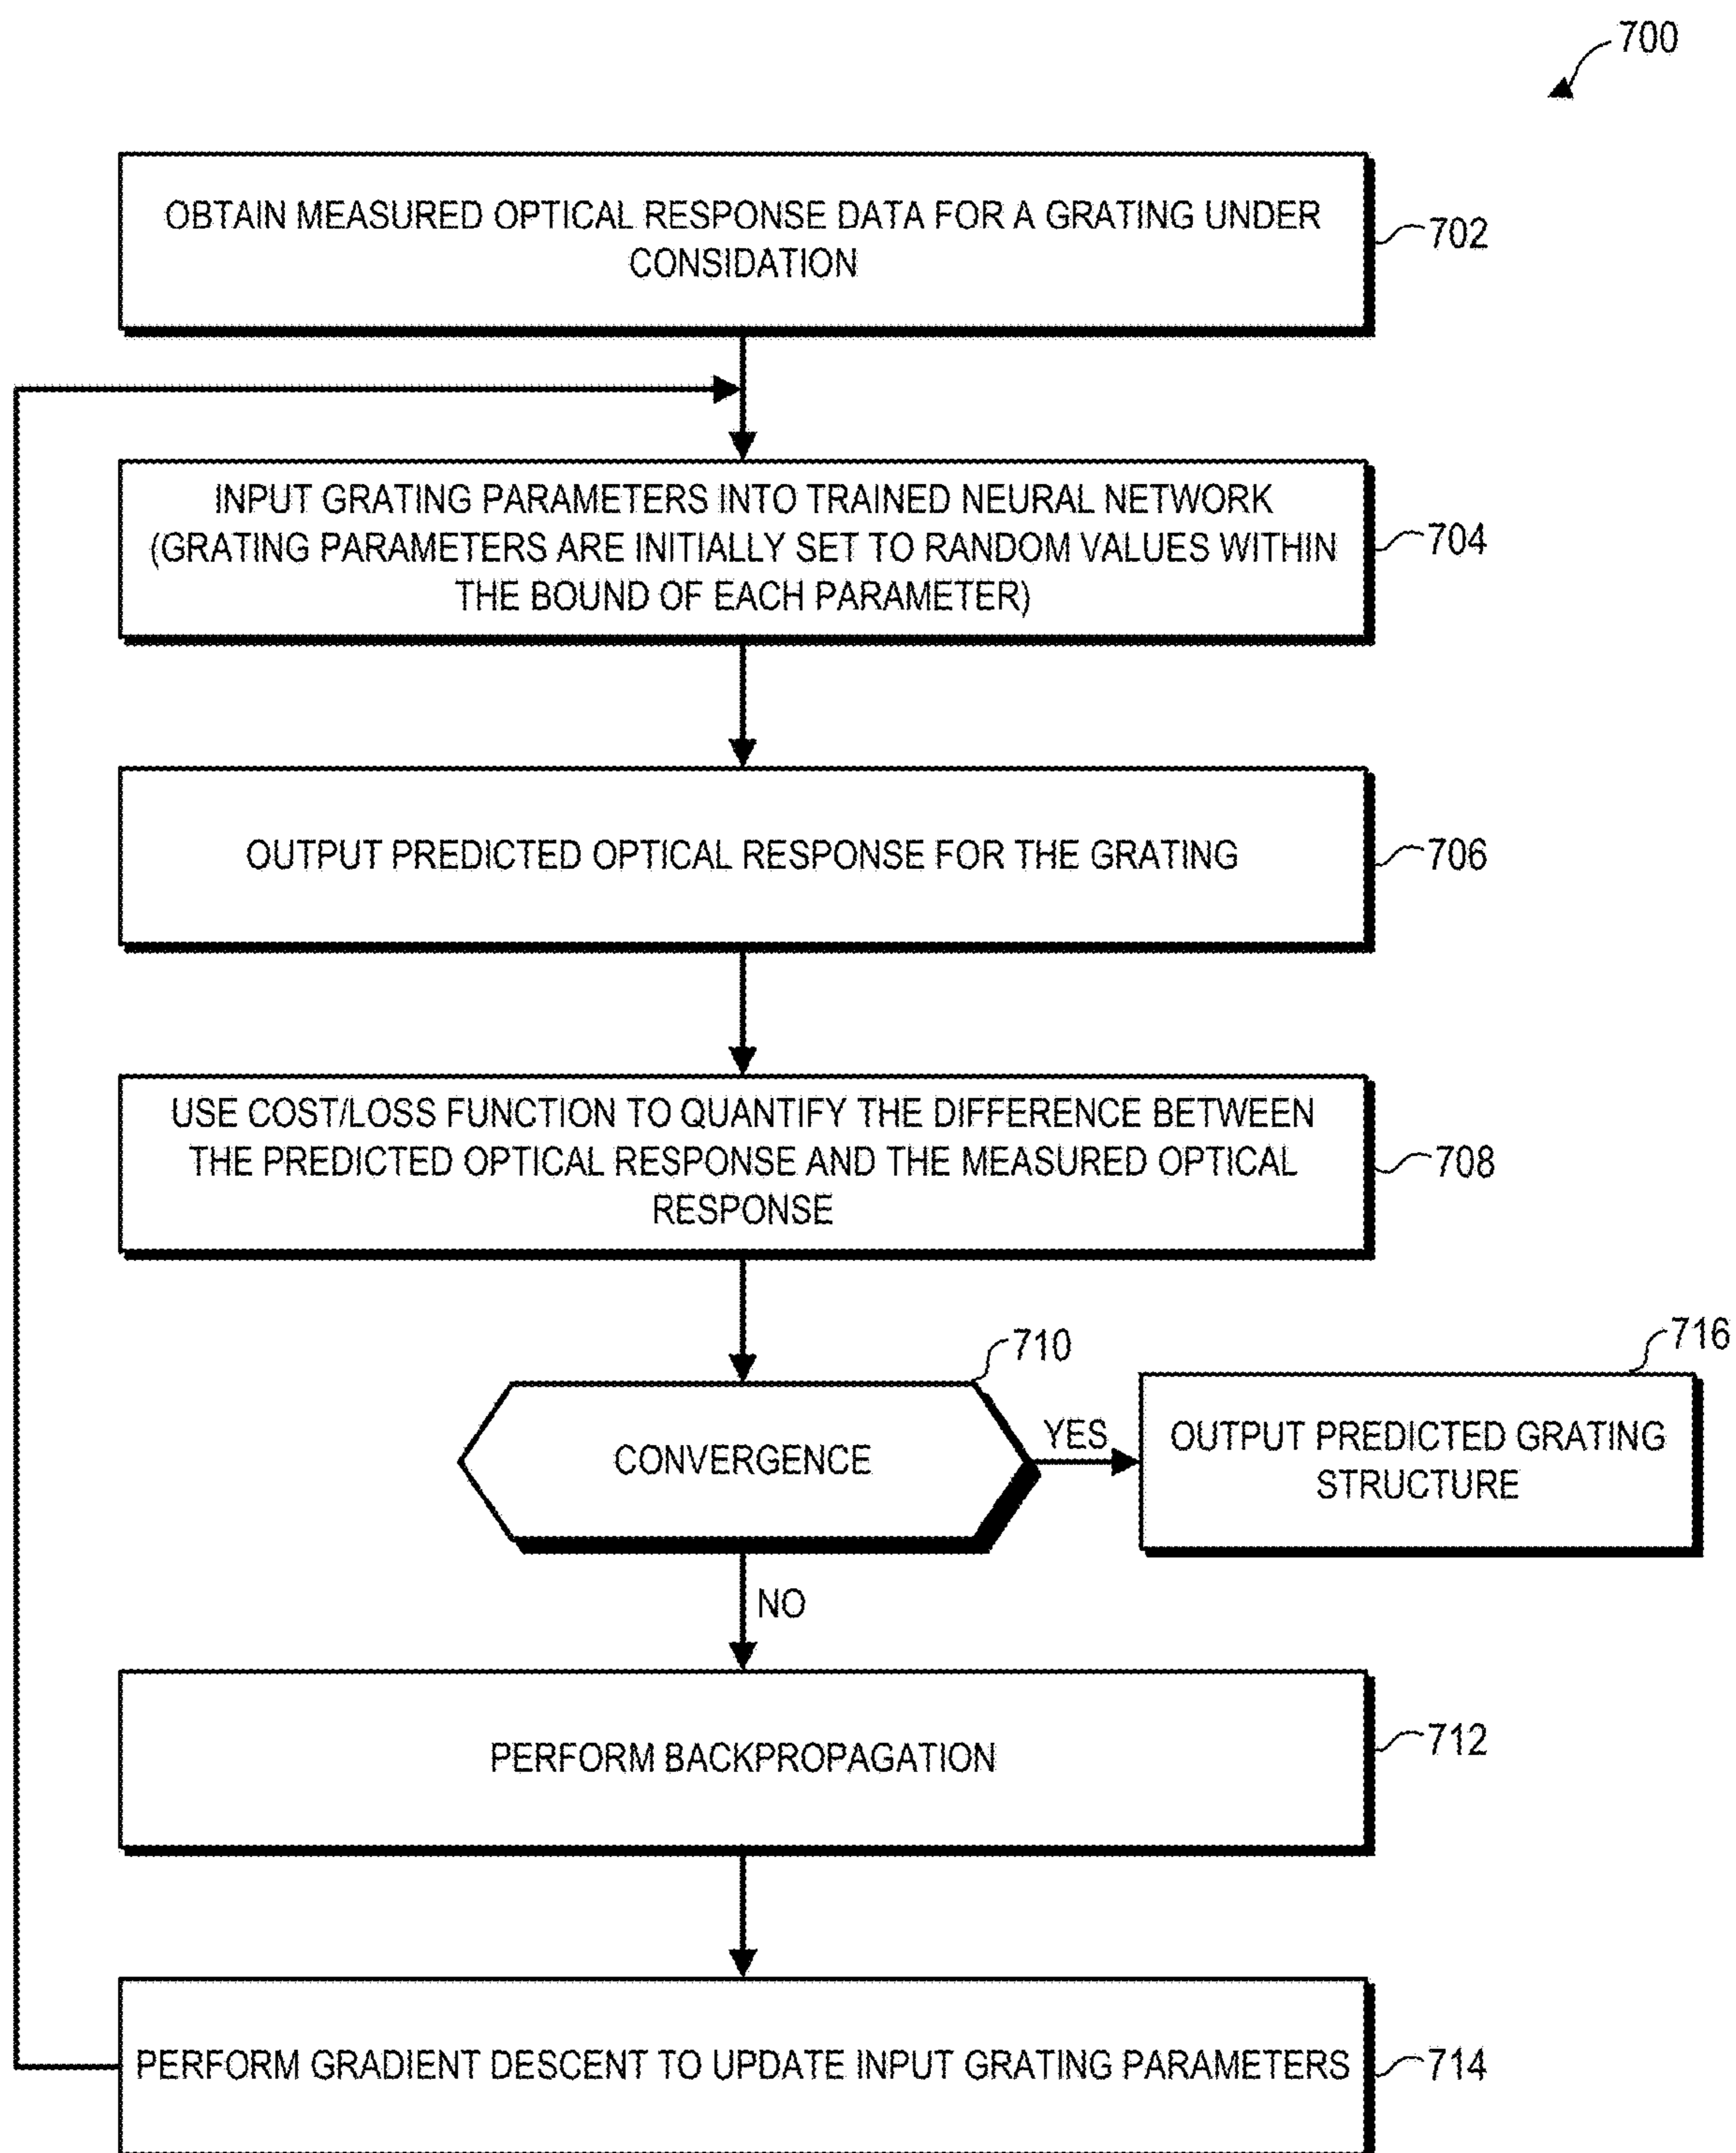 700
OBTAIN MEASURED OPTICAL RESPONSE DATA FOR A GRATING UNDER
CONSIDATION
702
INPUT GRATING PARAMETERS INTO TRAINED NEURAL NETWORK
(GRATING PARAMETERS ARE INITIALLY SET TO RANDOM VALUES WITHIN
THE BOUND OF EACH PARAMETER)
704
OUTPUT PREDICTED OPTICAL RESPONSE FOR THE GRATING
706
USE COST/LOSS FUNCTION TO QUANTIFY THE DIFFERENCE BETWEEN
THE PREDICTED OPTICAL RESPONSE AND THE MEASURED OPTICAL
RESPONSE
708
CONVERGENCE
710
YES
OUTPUT PREDICTED GRATING
STRUCTURE
716
NO
PERFORM BACKPROPAGATION
712
PERFORM GRADIENT DESCENT TO UPDATE INPUT GRATING PARAMETERS
714